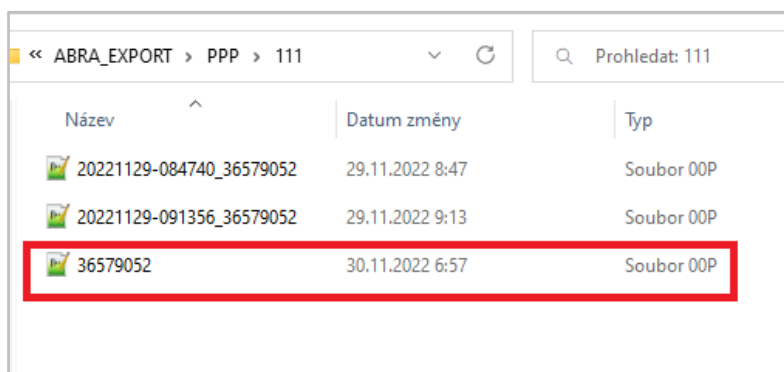 « ABRA_EXPORT > PPP > 111 Prohledat: 111
Název Datum změny Typ
20221129-084740_36579052 29.11.2022 8:47 Soubor 00P
20221129-091356_36579052 29.11.2022 9:13 Soubor 00P
36579052 30.11.2022 6:57 Soubor 00P